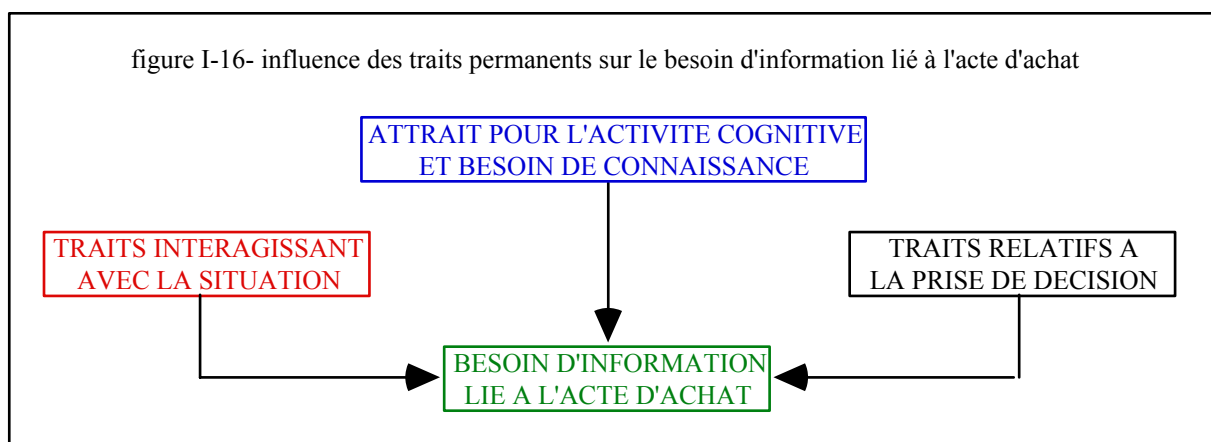 figure I-16- influence des traits permanents sur le besoin d'information lié à l'acte d'achat
ATTRAIT POUR L'ACTIVITE COGNITIVE
ET BESOIN DE CONNAISSANCE
TRAITS INTERAGISSANT
AVEC LA SITUATION
TRAITS RELATIFS A
LA PRISE DE DECISION
BESOIN D'INFORMATION
LIE A L'ACTE D'ACHAT